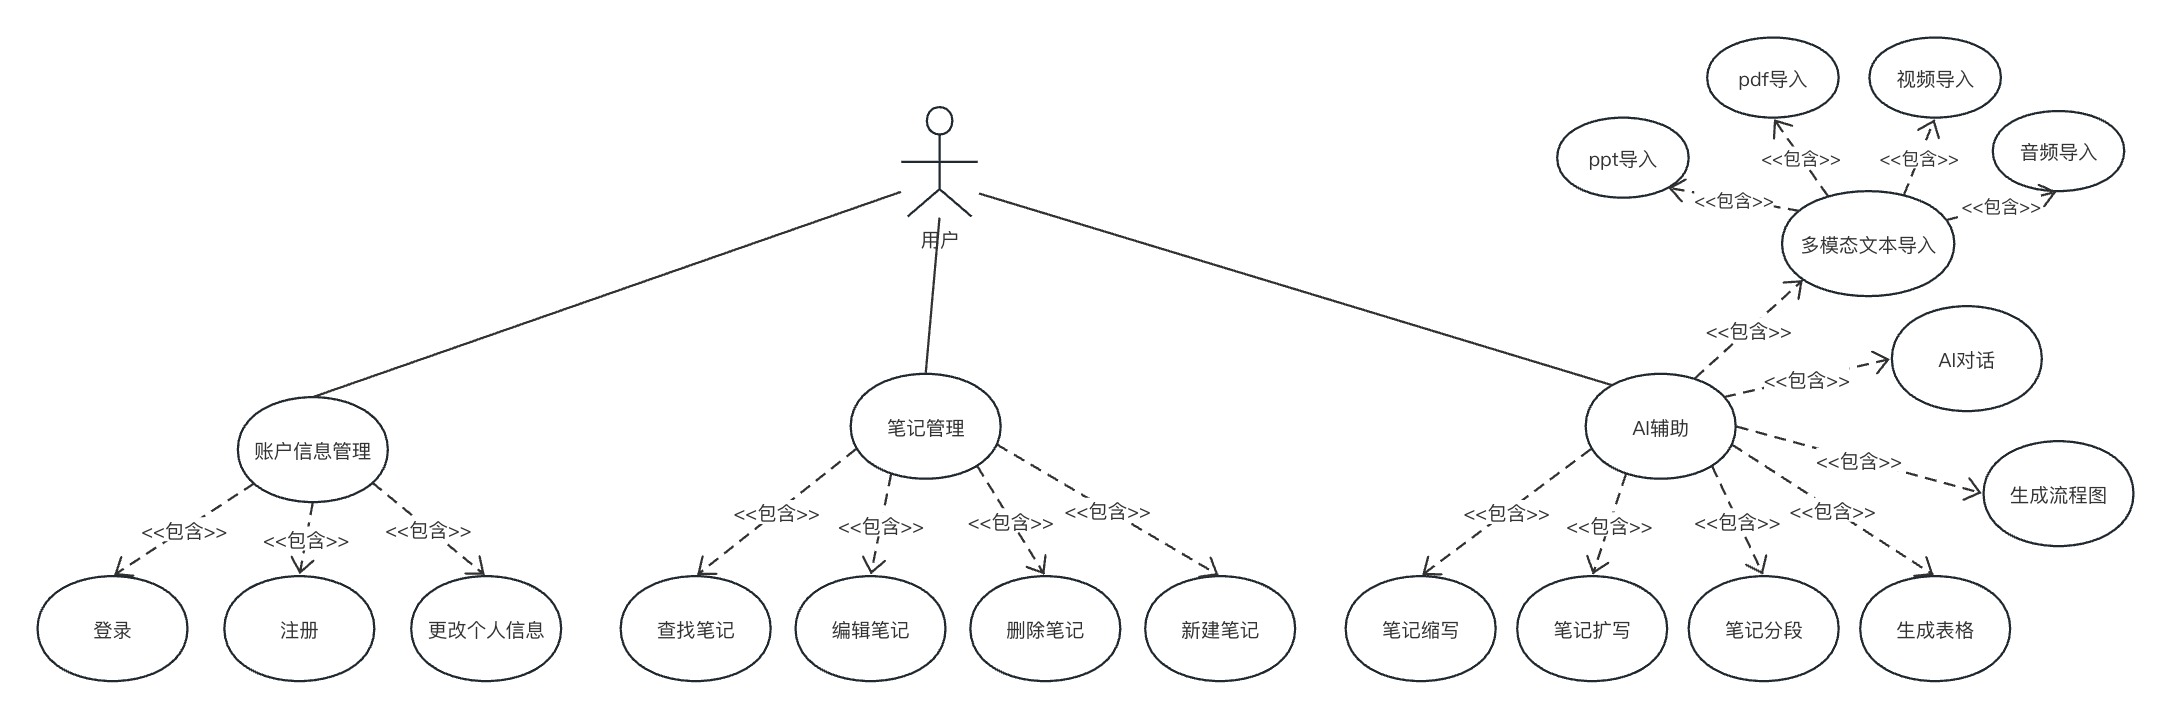 pdf导入
视频导入
ppt导入
音频导入
<<包含>>
<<包含>>
<<包含>>
<<包含>>
用户
多模态文本导入
<<包含>>
AI对话
<<包含>>
账户信息管理
笔记管理
AI辅助
<<包含>>
生成流程图
<<包含>>
<<包含>>
<<包含>>
<<包含>>
<<包含>>
<<包含>>
<<包含>>
<<包含>>
<<包含>>
<<包含>>
<<包含>>
登录
注册
更改个人信息
查找笔记
编辑笔记
删除笔记
新建笔记
笔记缩写
笔记扩写
笔记分段
生成表格